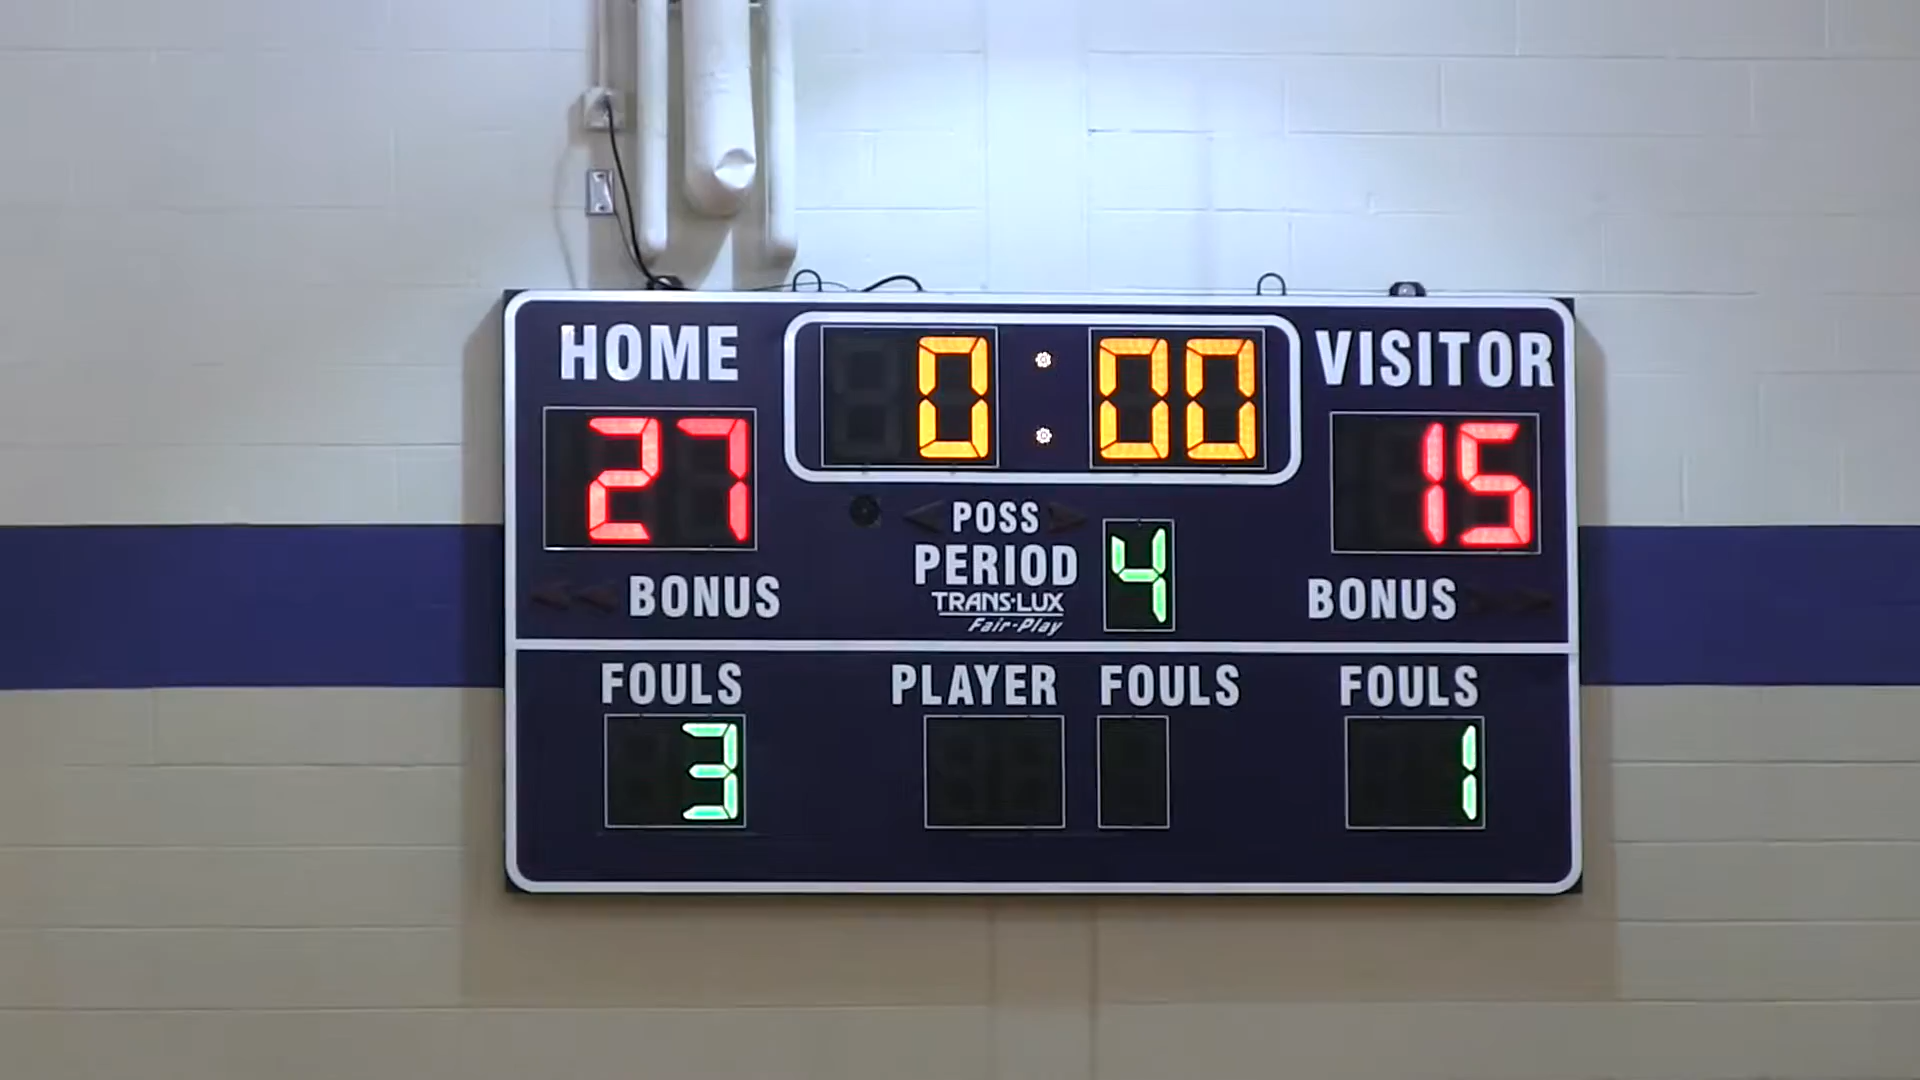 HOME
0:00
VISITOR
27
15
POSS
PERIOD
4
TRANS-LUX
Fair-Play
BONUS
BONUS
FOULS
PLAYER
FOULS
FOULS
3
1